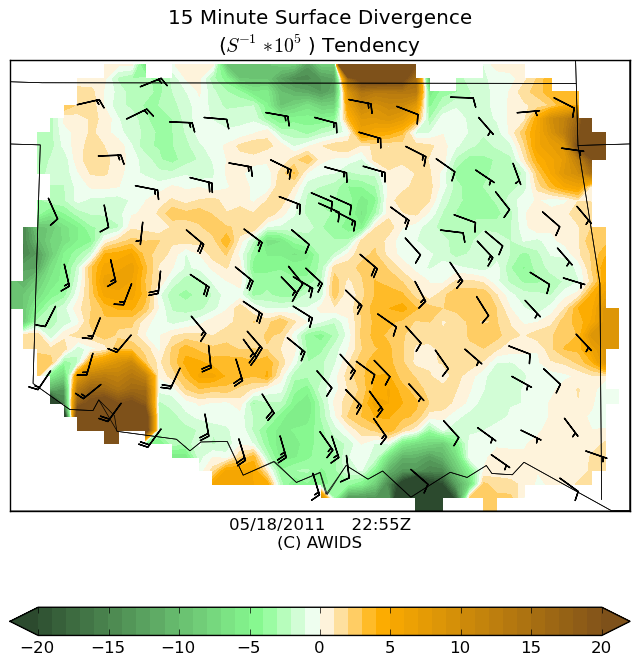 15 Minute Surface Divergence
(S⁻¹ * 10⁵ ) Tendency
05/18/2011 22:55Z
(C) AWIDS
−20 −15 −10 −5 0 5 10 15 20